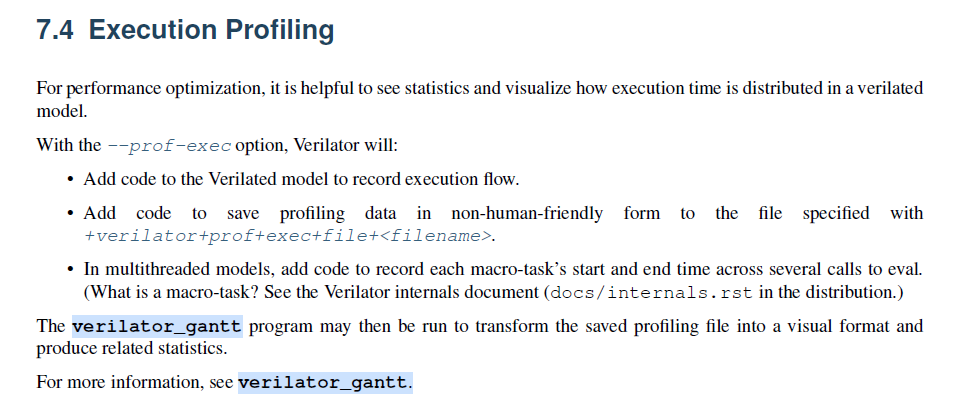 7.4 Execution Profiling
For performance optimization, it is helpful to see statistics and visualize how execution time is distributed in a verilated
model.
With the --prof-exec option, Verilator will:
• Add code to the Verilated model to record execution flow.
• Add code to save profiling data in non-human-friendly form to the file specified with
+verilator+prof+exec+file+<filename>.
• In multithreaded models, add code to record each macro-task's start and end time across several calls to eval.
(What is a macro-task? See the Verilator internals document (docs/internals.rst in the distribution.)
The verilator_gantt program may then be run to transform the saved profiling file into a visual format and
produce related statistics.
For more information, see verilator_gantt.